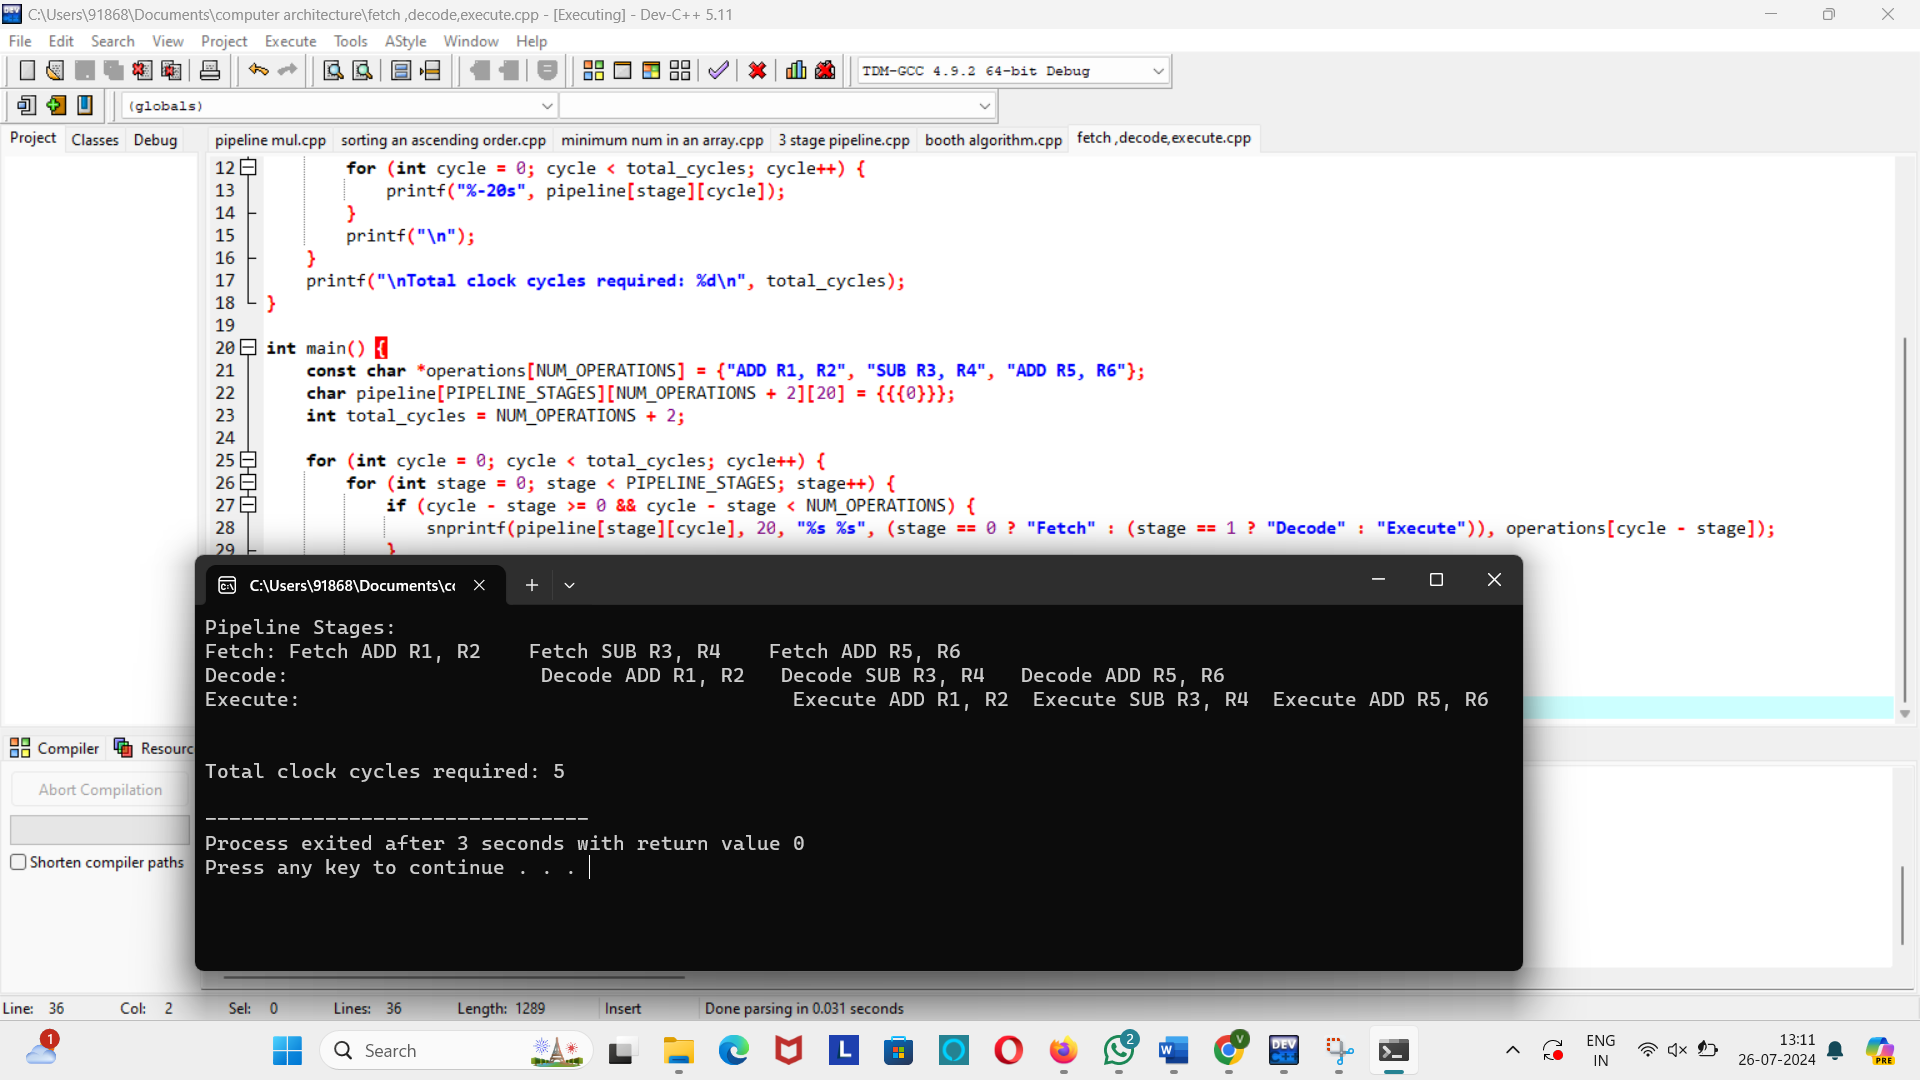 C:\Users\91868\Documents\computer architecture\fetch ,decode,execute.cpp - [Executing] - Dev-C++ 5.11
File Edit Search View Project Execute Tools AStyle Window Help
TDM-GCC 4.9.2 64-bit Debug
(globals)
Project Classes Debug
pipeline mul.cpp sorting an ascending order.cpp minimum num in an array.cpp 3 stage pipeline.cpp booth algorithm.cpp fetch ,decode,execute.cpp
12 for (int cycle = 0; cycle < total_cycles; cycle++) {
13 printf("%-20s", pipeline[stage][cycle]);
14 }
15 printf("\n");
16 }
17 printf("\nTotal clock cycles required: %d\n", total_cycles);
18 }
19
20 int main() {
21 const char *operations[NUM_OPERATIONS] = {"ADD R1, R2", "SUB R3, R4", "ADD R5, R6"};
22 char pipeline[PIPELINE_STAGES][NUM_OPERATIONS + 2][20] = {{{0}}};
23 int total_cycles = NUM_OPERATIONS + 2;
24
25 for (int cycle = 0; cycle < total_cycles; cycle++) {
26 for (int stage = 0; stage < PIPELINE_STAGES; stage++) {
27 if (cycle - stage >= 0 && cycle - stage < NUM_OPERATIONS) {
28 snprintf(pipeline[stage][cycle], 20, "%s %s", (stage == 0 ? "Fetch" : (stage == 1 ? "Decode" : "Execute")), operations[cycle - stage]);
29 }
C:\Users\91868\Documents\co
Pipeline Stages:
Fetch: Fetch ADD R1, R2 Fetch SUB R3, R4 Fetch ADD R5, R6
Decode: Decode ADD R1, R2 Decode SUB R3, R4 Decode ADD R5, R6
Execute: Execute ADD R1, R2 Execute SUB R3, R4 Execute ADD R5, R6
Total clock cycles required: 5
--------------------------------
Process exited after 3 seconds with return value 0
Press any key to continue . . .
Compiler Resourc
Abort Compilation
Shorten compiler paths
Line: 36 Col: 2 Sel: 0 Lines: 36 Length: 1289 Insert Done parsing in 0.031 seconds
1
Search
L
2
W
V
DEV
C++
ENG
IN
13:11
26-07-2024
PRE